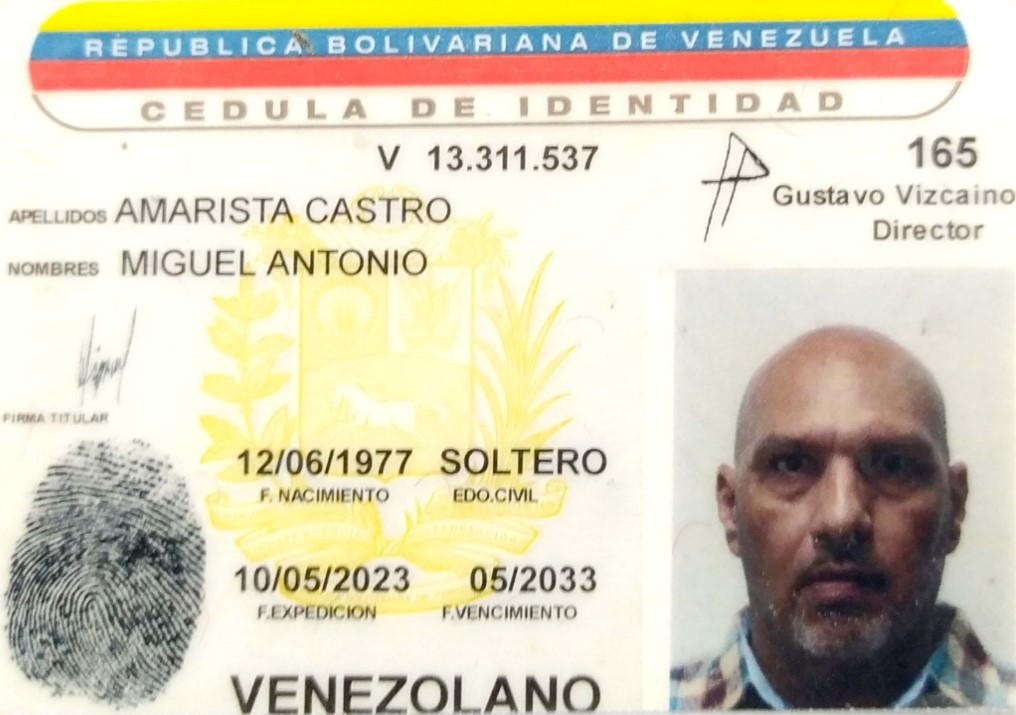 REPUBLICA BOLIVARIANA DE VENEZUELA
CEDULA DE IDENTIDAD
V 13.311.537
165
Gustavo Vizcaino
Director
APELLIDOS AMARISTA CASTRO
NOMBRES MIGUEL ANTONIO
Miguel
FIRMA TITULAR
12/06/1977 SOLTERO
F. NACIMIENTO EDO.CIVIL
10/05/2023 05/2033
F.EXPEDICION F.VENCIMIENTO
VENEZOLANO